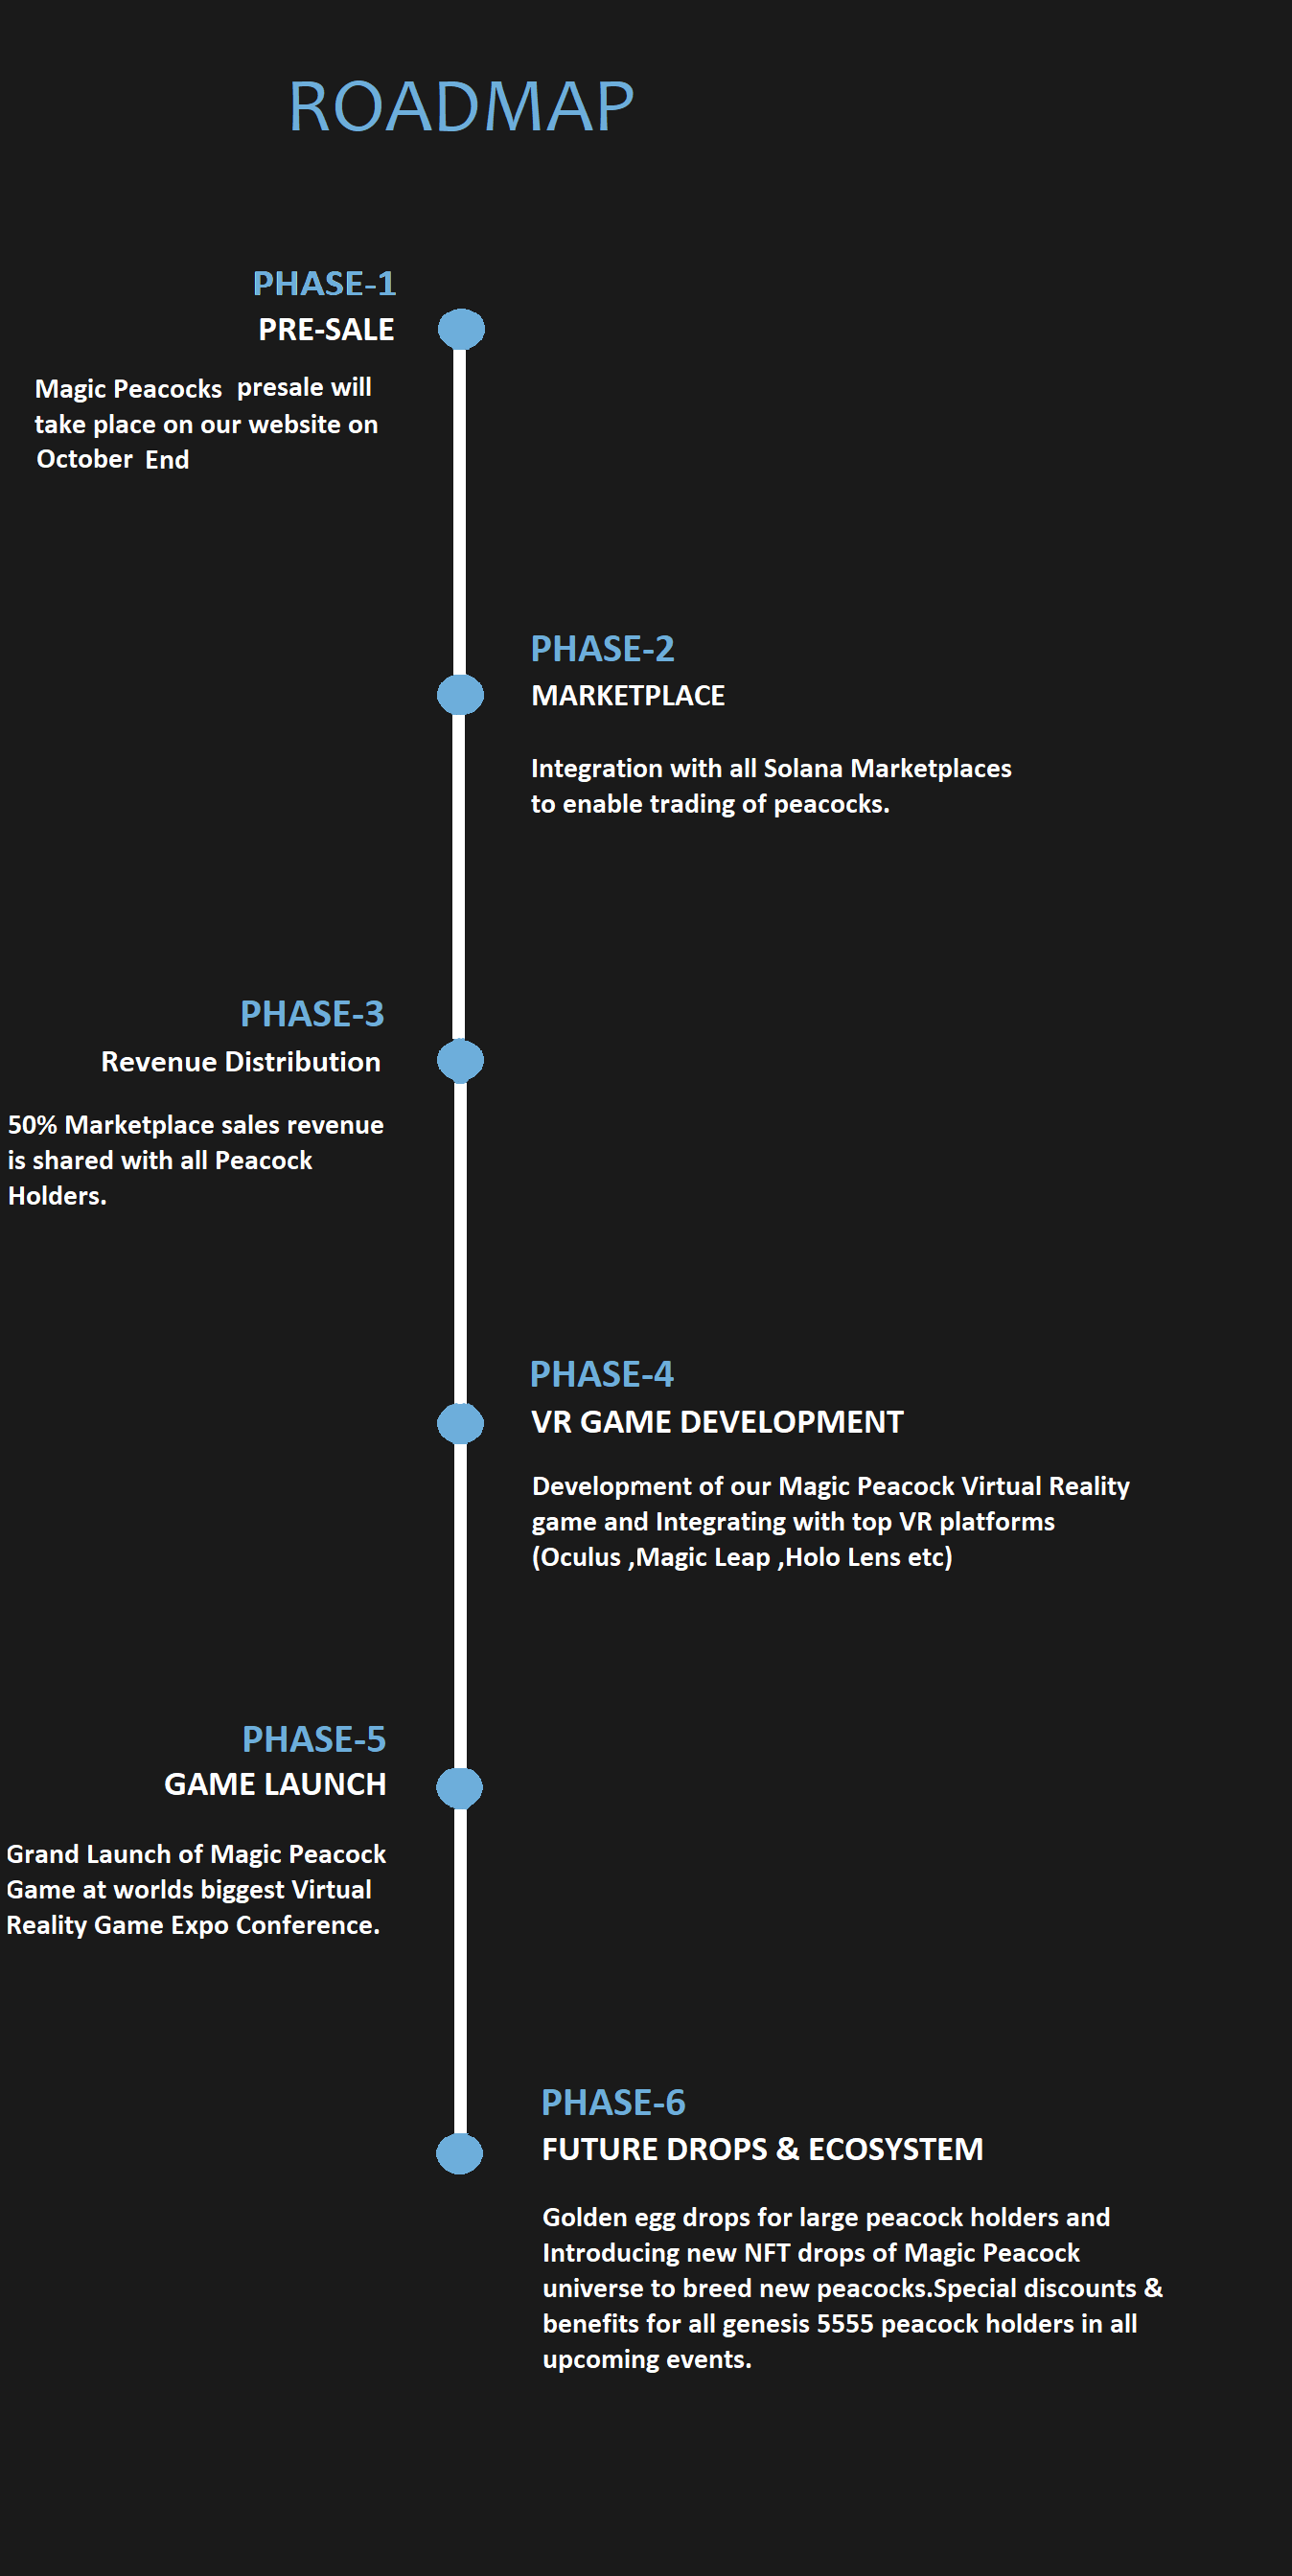 ROADMAP
PHASE-1
PRE-SALE
Magic Peacocks presale will
take place on our website on
October End
PHASE-2
MARKETPLACE
Integration with all Solana Marketplaces
to enable trading of peacocks.
PHASE-3
Revenue Distribution
50% Marketplace sales revenue
is shared with all Peacock
Holders.
PHASE-4
VR GAME DEVELOPMENT
Development of our Magic Peacock Virtual Reality
game and Integrating with top VR platforms
(Oculus ,Magic Leap ,Holo Lens etc)
PHASE-5
GAME LAUNCH
Grand Launch of Magic Peacock
Game at worlds biggest Virtual
Reality Game Expo Conference.
PHASE-6
FUTURE DROPS & ECOSYSTEM
Golden egg drops for large peacock holders and
Introducing new NFT drops of Magic Peacock
universe to breed new peacocks.Special discounts &
benefits for all genesis 5555 peacock holders in all
upcoming events.